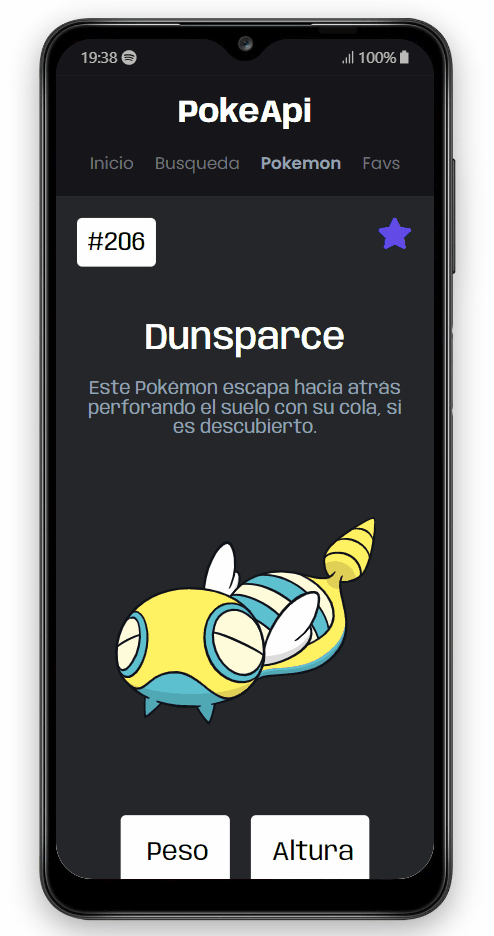 19:38 100%
PokeApi
Inicio Busqueda Pokemon Favs
#206
Dunsparce
Este Pokémon escapa hacia atrás
perforando el suelo con su cola, si
es descubierto.
Peso Altura